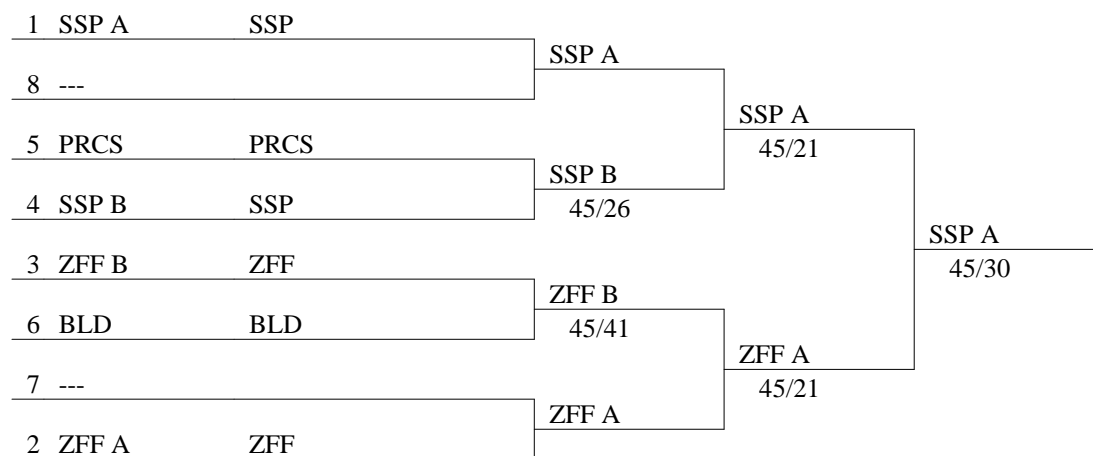 1 SSP A SSP
SSP A
8 ---
SSP A
45/21
5 PRCS PRCS
SSP B
45/26
4 SSP B SSP
SSP A
45/30
3 ZFF B ZFF
ZFF B
45/41
6 BLD BLD
ZFF A
45/21
7 ---
ZFF A
2 ZFF A ZFF